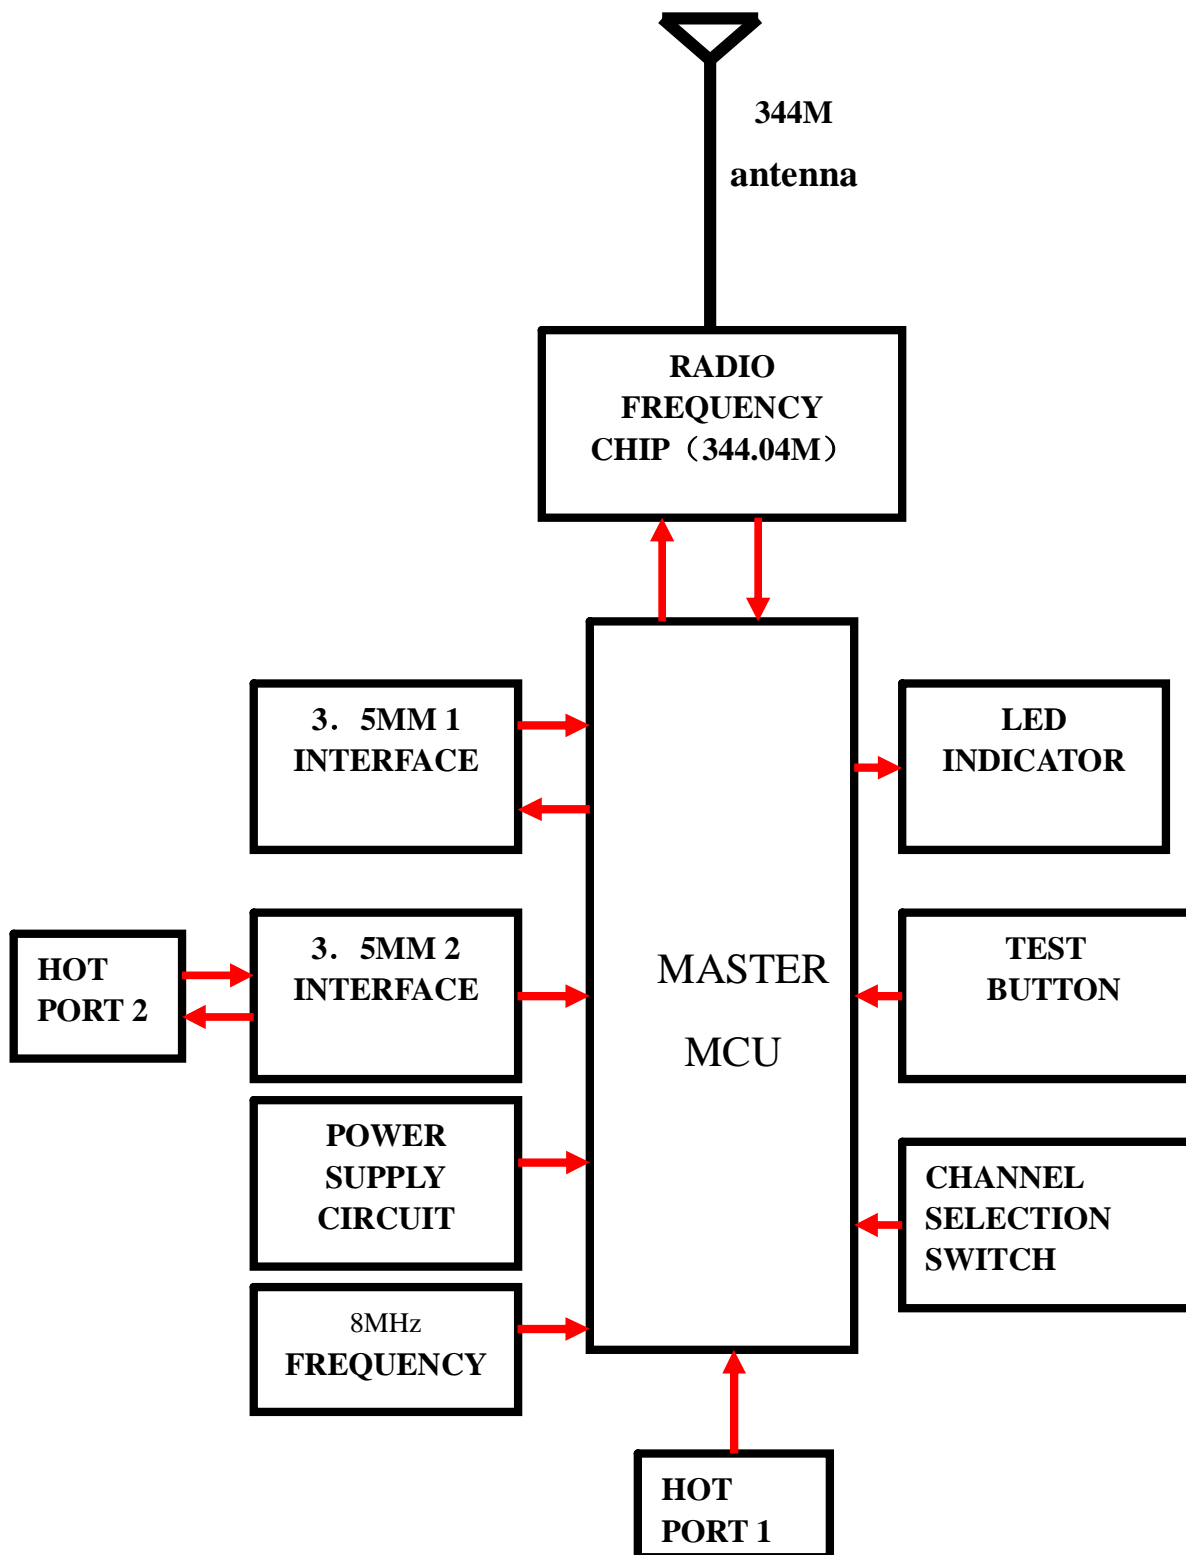 344M
antenna
RADIO
FREQUENCY
CHIP（344.04M）
3．5MM 1
INTERFACE
LED
INDICATOR
HOT
PORT 2
3．5MM 2
INTERFACE
MASTER
MCU
TEST
BUTTON
POWER
SUPPLY
CIRCUIT
CHANNEL
SELECTION
SWITCH
8MHz
FREQUENCY
HOT
PORT 1